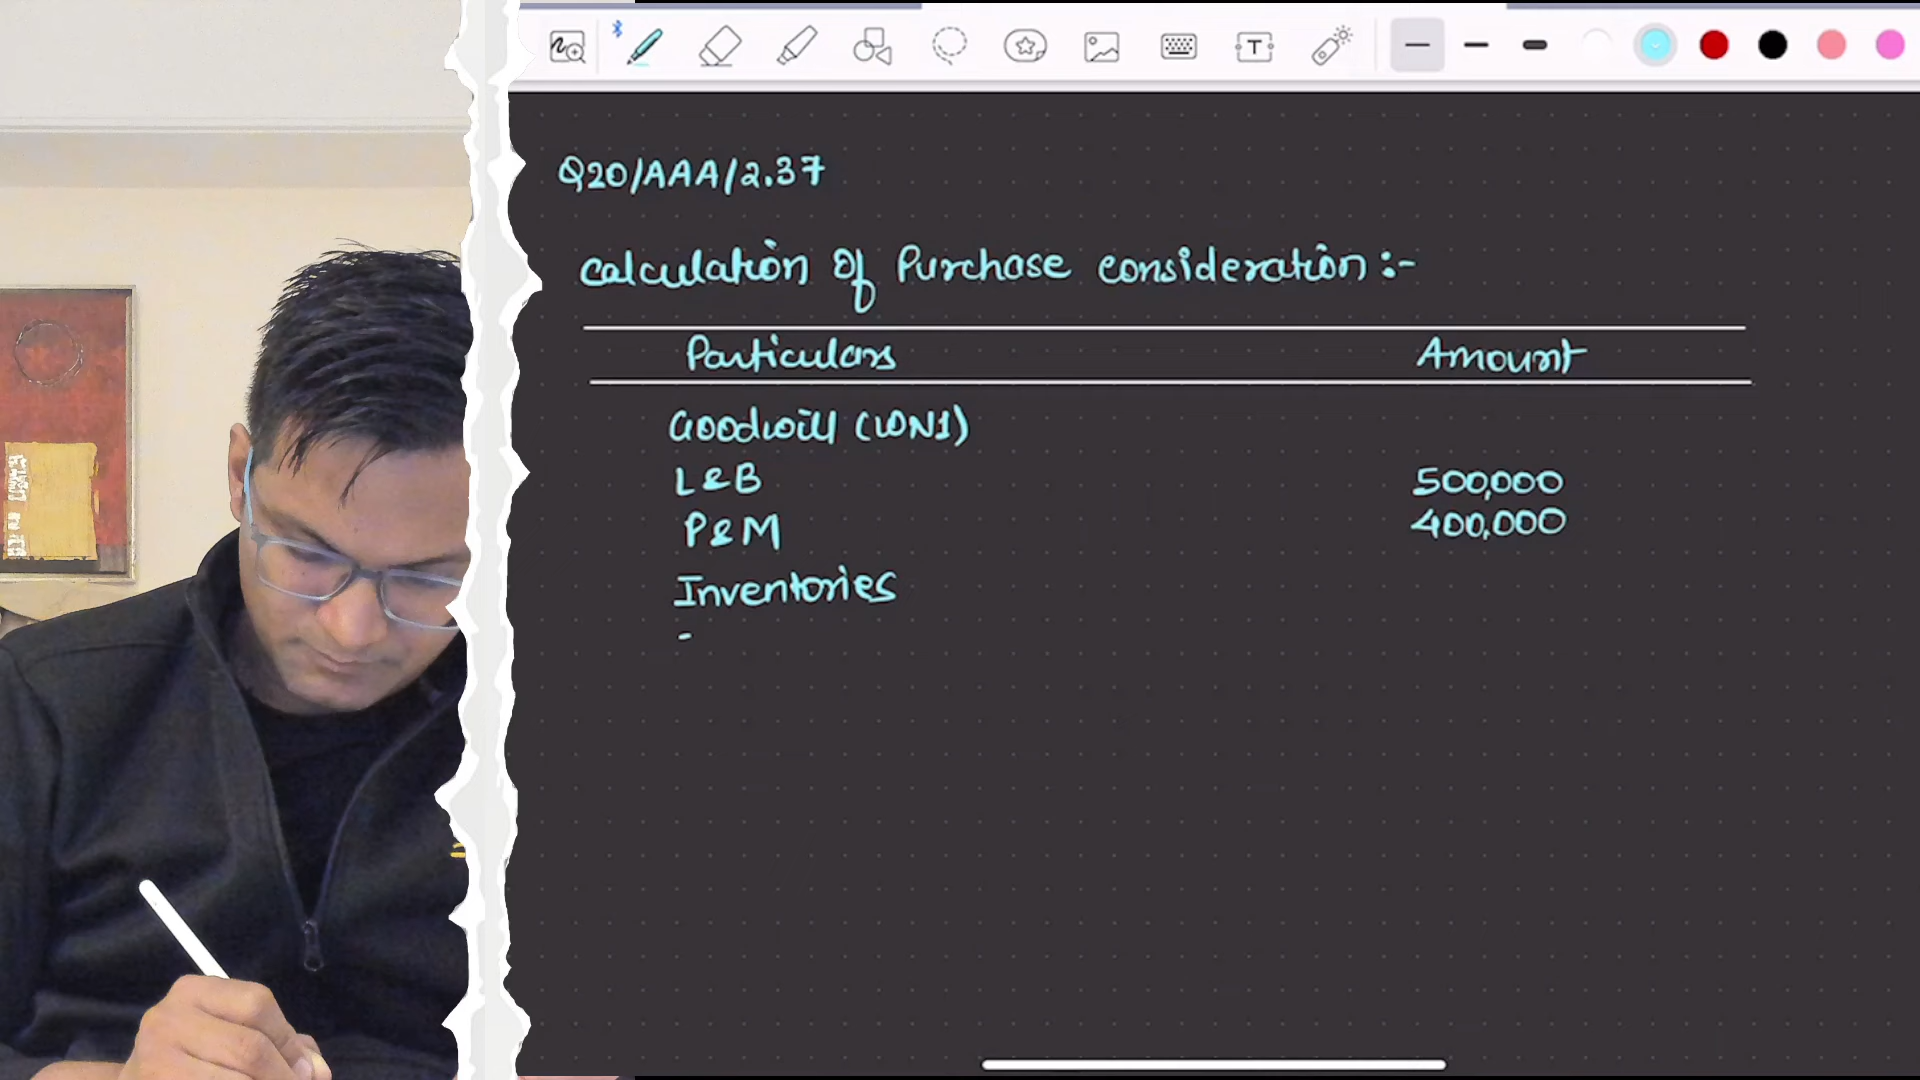 Q20/AAA/2.37
Calculation of Purchase consideration :-
Particulars Amount
Goodwill (WN1)
L & B 500,000
P & M 400,000
Inventories
T